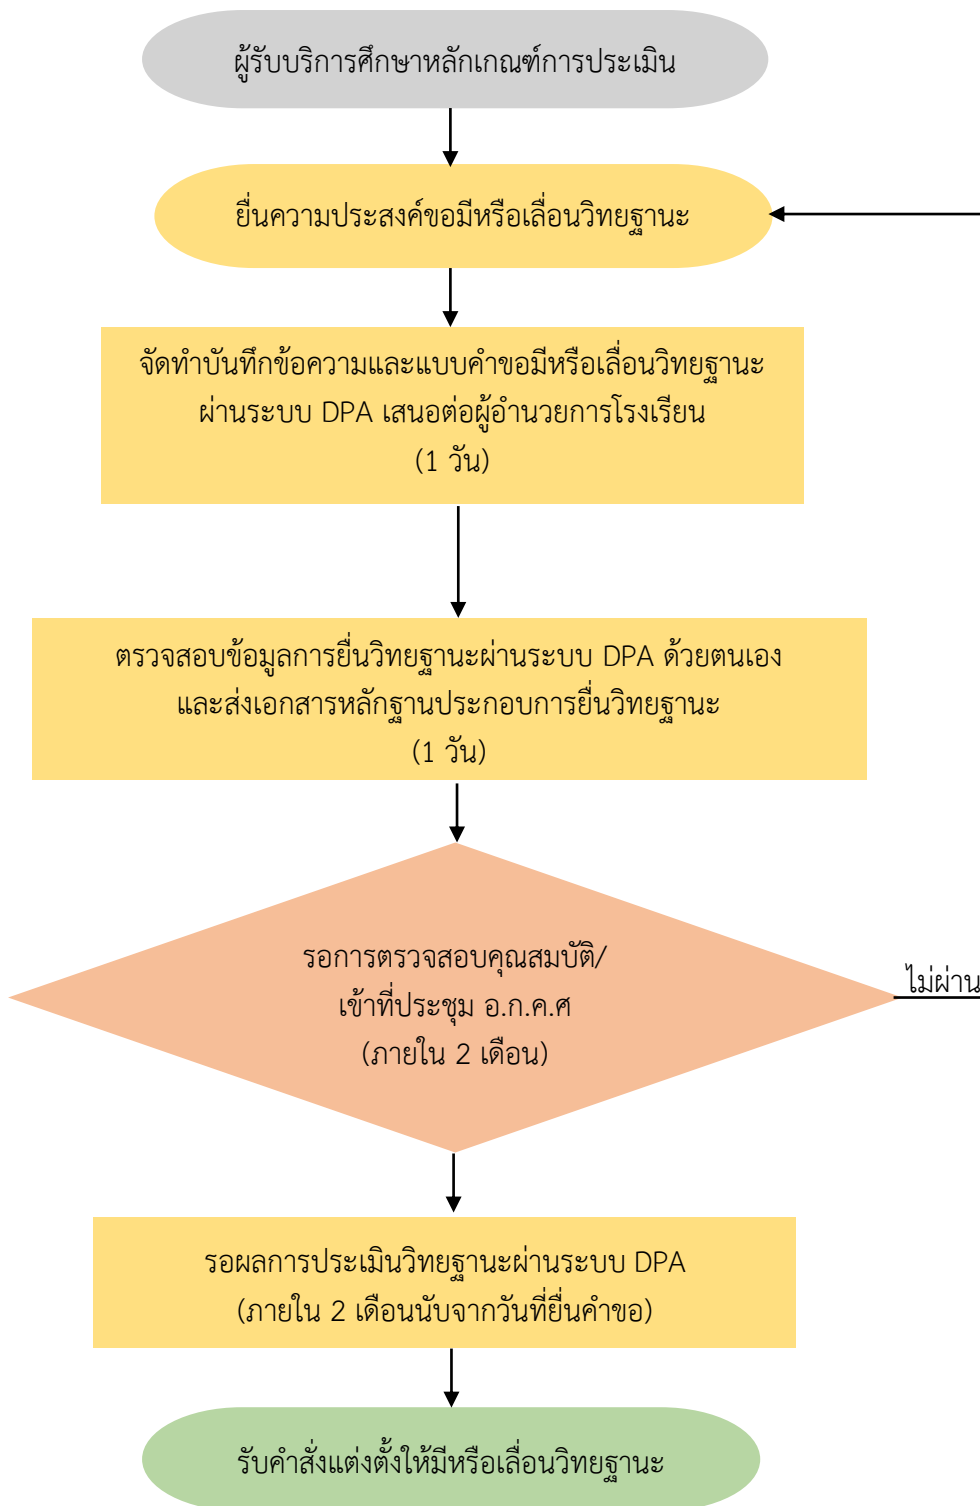 ผู้รับบริการศึกษาหลักเกณฑ์การประเมิน
ยื่นความประสงค์ขอมีหรือเลื่อนวิทยฐานะ
จัดทำบันทึกข้อความและแบบคำขอมีหรือเลื่อนวิทยฐานะ
ผ่านระบบ DPA เสนอต่อผู้อำนวยการโรงเรียน
(1 วัน)
ตรวจสอบข้อมูลการยื่นวิทยฐานะผ่านระบบ DPA ด้วยตนเอง
และส่งเอกสารหลักฐานประกอบการยื่นวิทยฐานะ
(1 วัน)
รอการตรวจสอบคุณสมบัติ/
เข้าที่ประชุม อ.ก.ค.ศ
(ภายใน 2 เดือน)
ไม่ผ่าน
รอผลการประเมินวิทยฐานะผ่านระบบ DPA
(ภายใน 2 เดือนนับจากวันที่ยื่นคำขอ)
รับคำสั่งแต่งตั้งให้มีหรือเลื่อนวิทยฐานะ